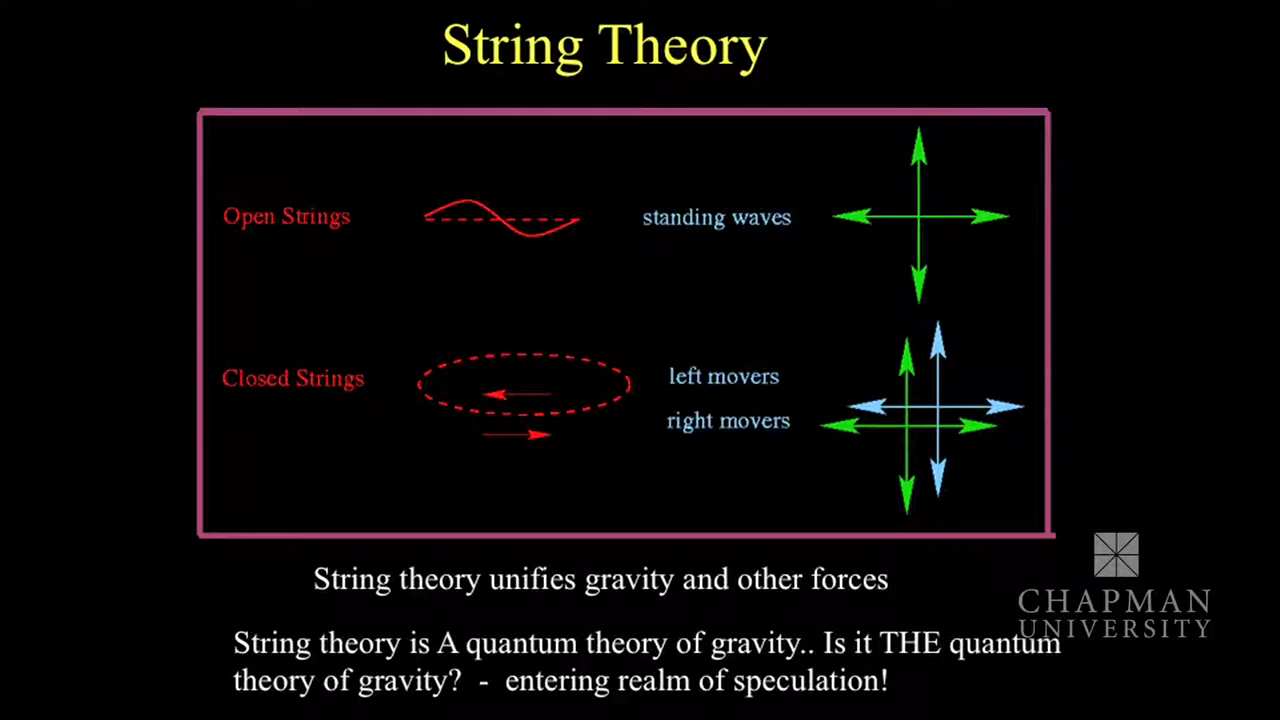 String Theory
Open Strings
standing waves
Closed Strings
left movers
right movers
String theory unifies gravity and other forces
String theory is A quantum theory of gravity.. Is it THE quantum
theory of gravity?  -  entering realm of speculation!
CHAPMAN
UNIVERSITY